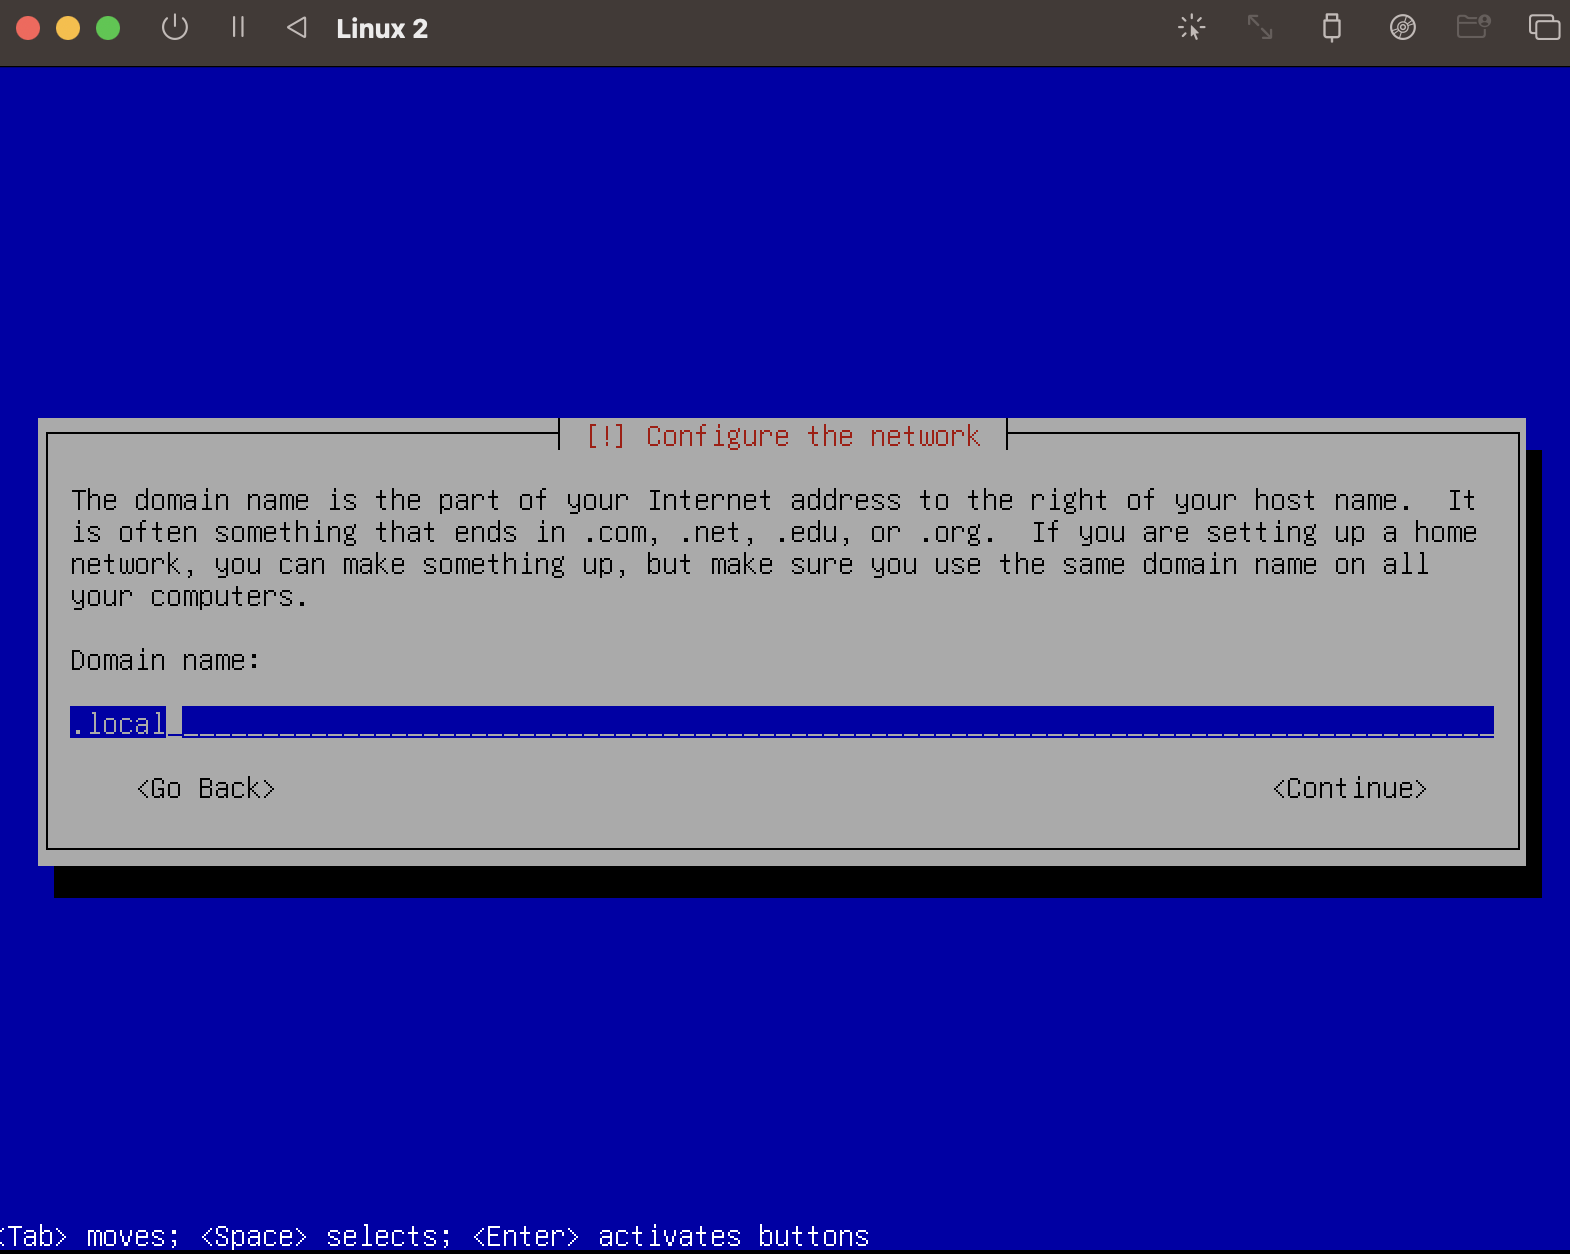 Linux 2
[!] Configure the network
The domain name is the part of your Internet address to the right of your host name.  It
is often something that ends in .com, .net, .edu, or .org.  If you are setting up a home
network, you can make something up, but make sure you use the same domain name on all
your computers.
Domain name:
.local
<Go Back> <Continue>
<Tab> moves; <Space> selects; <Enter> activates buttons